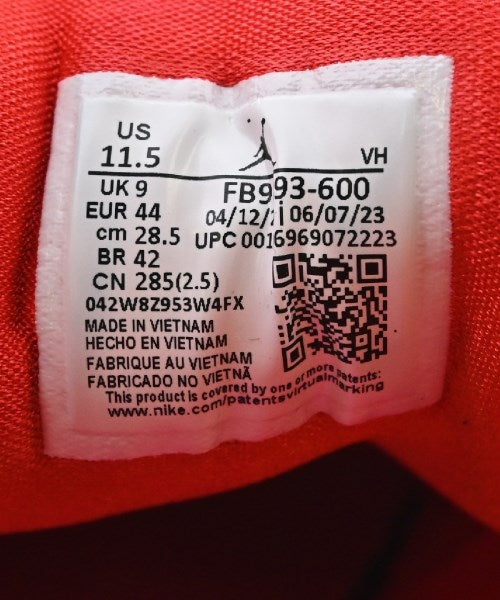 US
11.5 VH
UK 9 FB993-600
EUR 44 04/12/ 06/07/23
cm 28.5 UPC 0016969072223
BR 42
CN 285(2.5)
042W8Z953W4FX
MADE IN VIETNAM
HECHO EN VIETNAM
FABRIQUE AU VIETNAM
FABRICADO NO VIETNÃ
This product is covered by one or more patents:
www.nike.com/patentsvirtualmarking